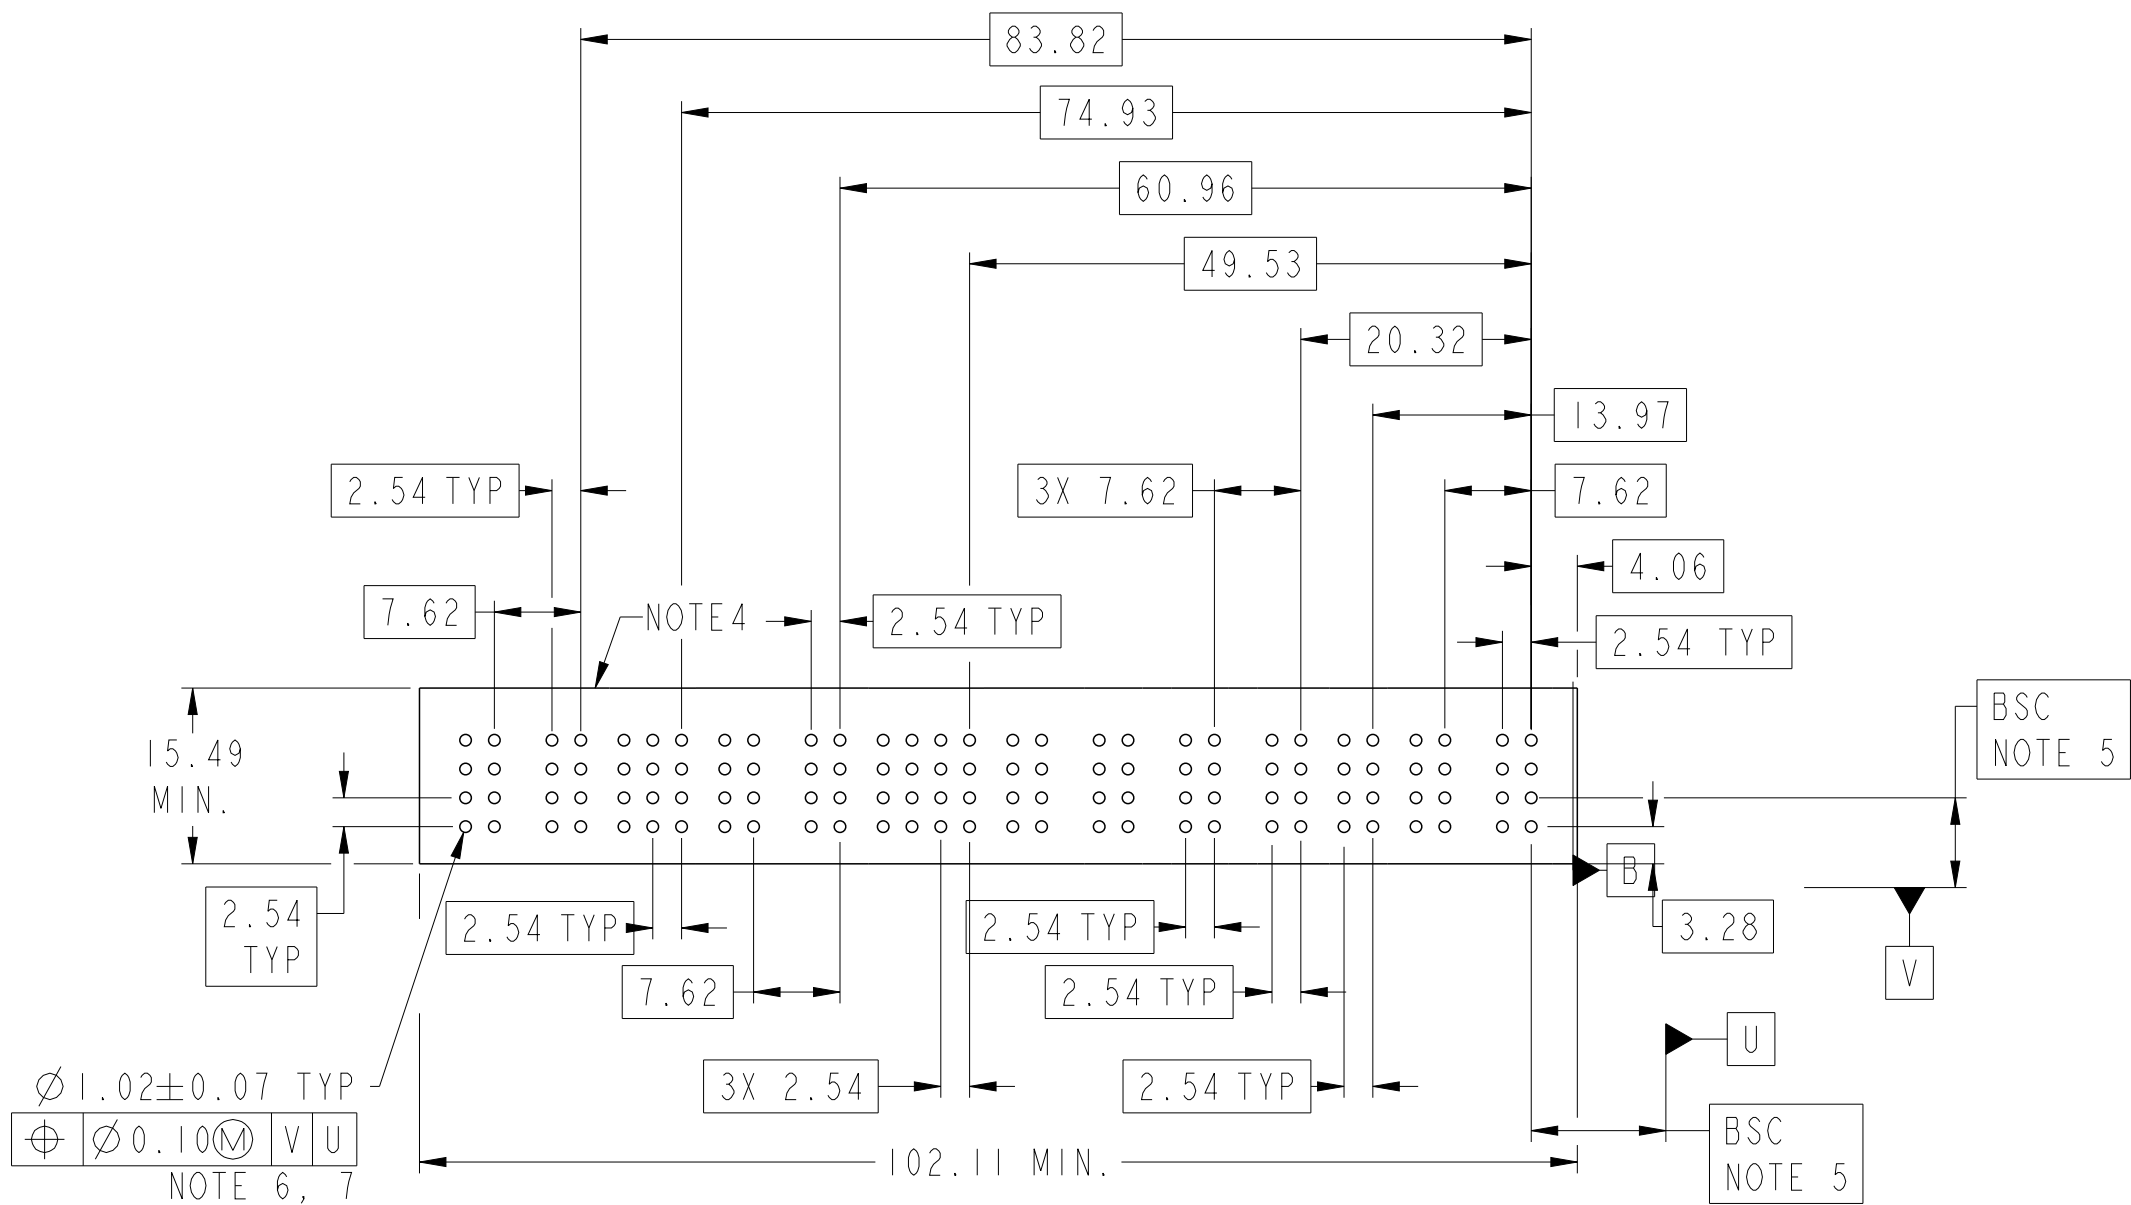 83.82
74.93
60.96
49.53
20.32
13.97
2.54 TYP
3X 7.62
7.62
4.06
7.62
NOTE4
2.54 TYP
2.54 TYP
BSC
NOTE 5
15.49
MIN.
B
2.54
TYP
2.54 TYP
2.54 TYP
3.28
V
7.62
2.54 TYP
U
∅1.02±0.07 TYP
3X 2.54
2.54 TYP
⌖ ∅0.10Ⓜ V U
BSC
NOTE 5
102.11 MIN.
NOTE 6, 7